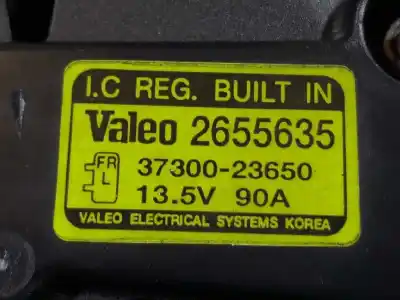 I.C REG. BUILT IN
Valeo 2655635
FR
L
37300-23650
13.5V 90A
VALEO ELECTRICAL SYSTEMS KOREA